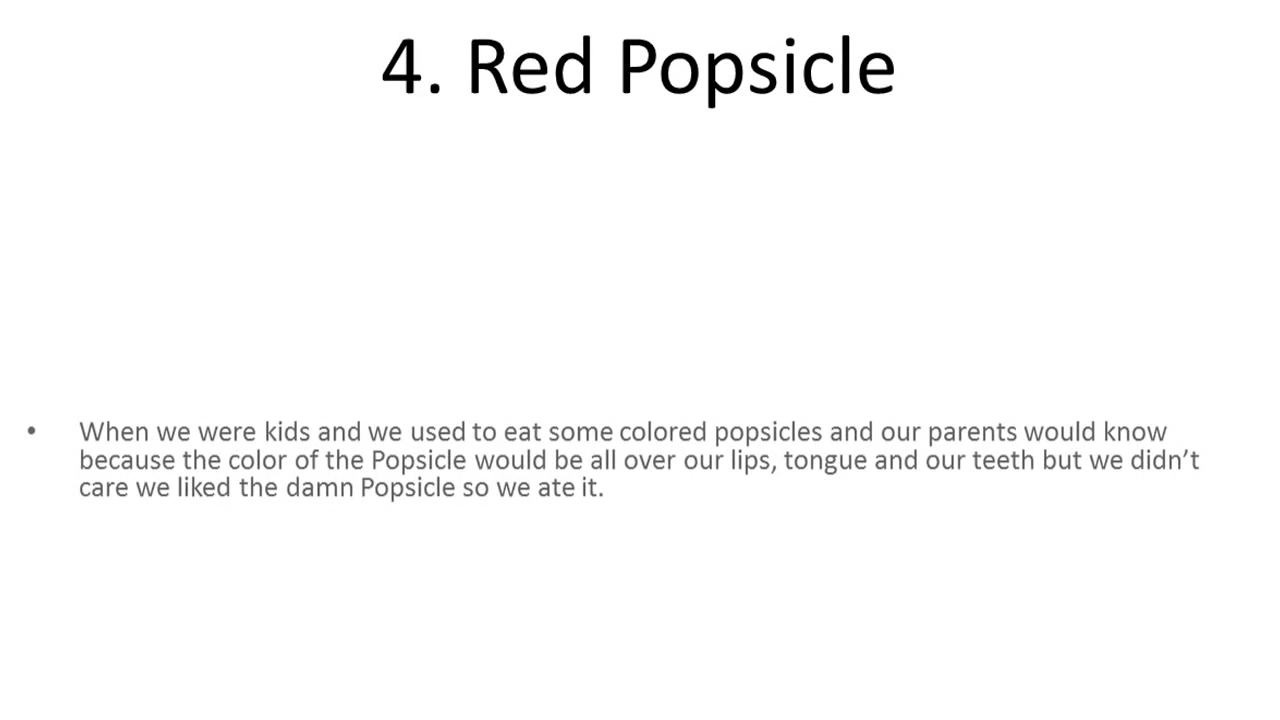 4. Red Popsicle
• When we were kids and we used to eat some colored popsicles and our parents would know
because the color of the Popsicle would be all over our lips, tongue and our teeth but we didn’t
care we liked the damn Popsicle so we ate it.